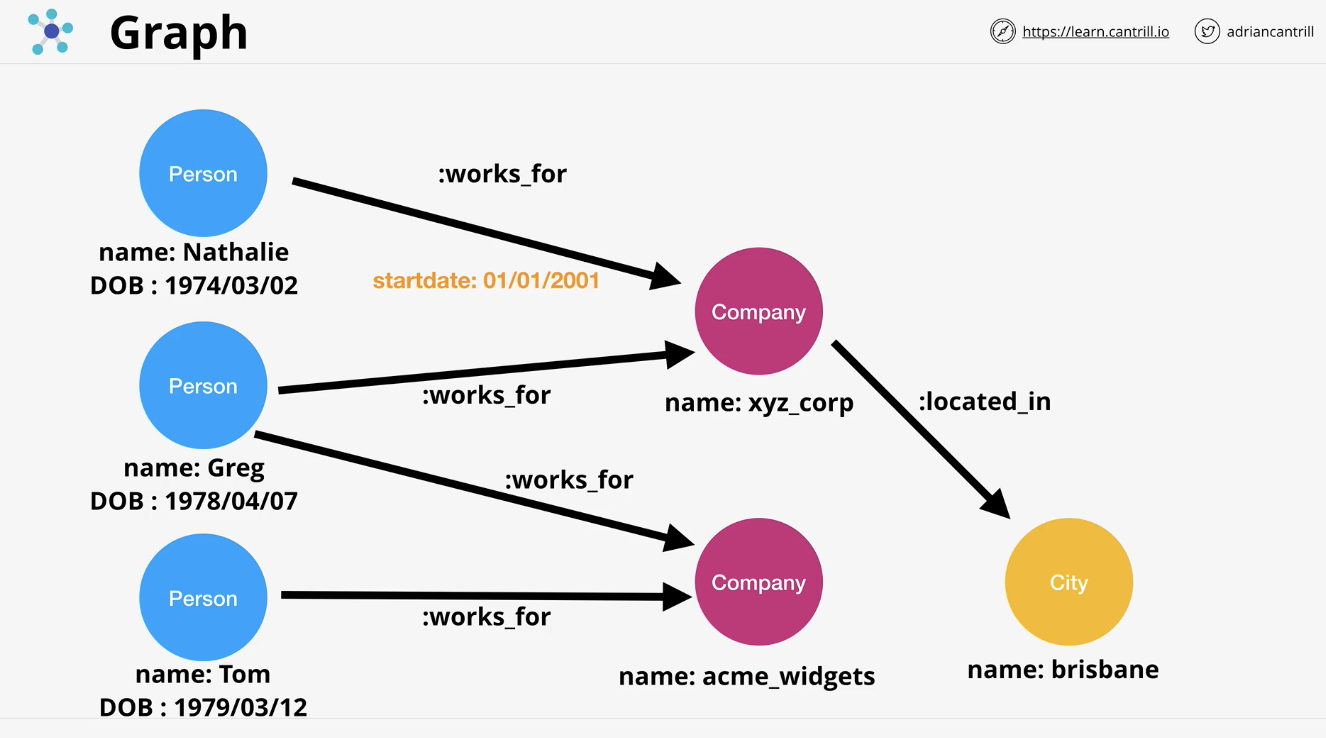 Graph
https://learn.cantrill.io
adriancantrill
Person
:works_for
name: Nathalie
DOB : 1974/03/02
startdate: 01/01/2001
Company
name: xyz_corp
Person
:works_for
:located_in
name: Greg
DOB : 1978/04/07
:works_for
Person
:works_for
Company
City
name: Tom
DOB : 1979/03/12
name: acme_widgets
name: brisbane